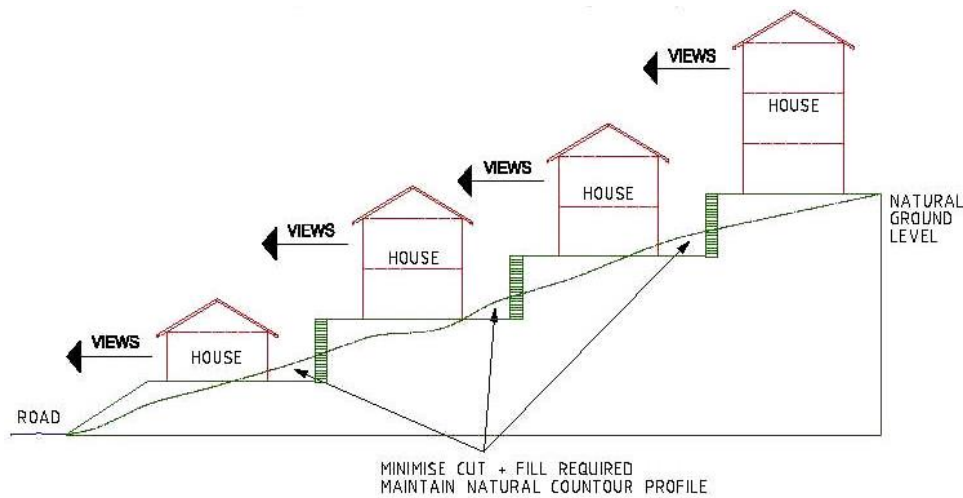 VIEWS
HOUSE
VIEWS
HOUSE
VIEWS
HOUSE
NATURAL
GROUND
LEVEL
VIEWS
HOUSE
ROAD
MINIMISE CUT + FILL REQUIRED
MAINTAIN NATURAL COUNTOUR PROFILE